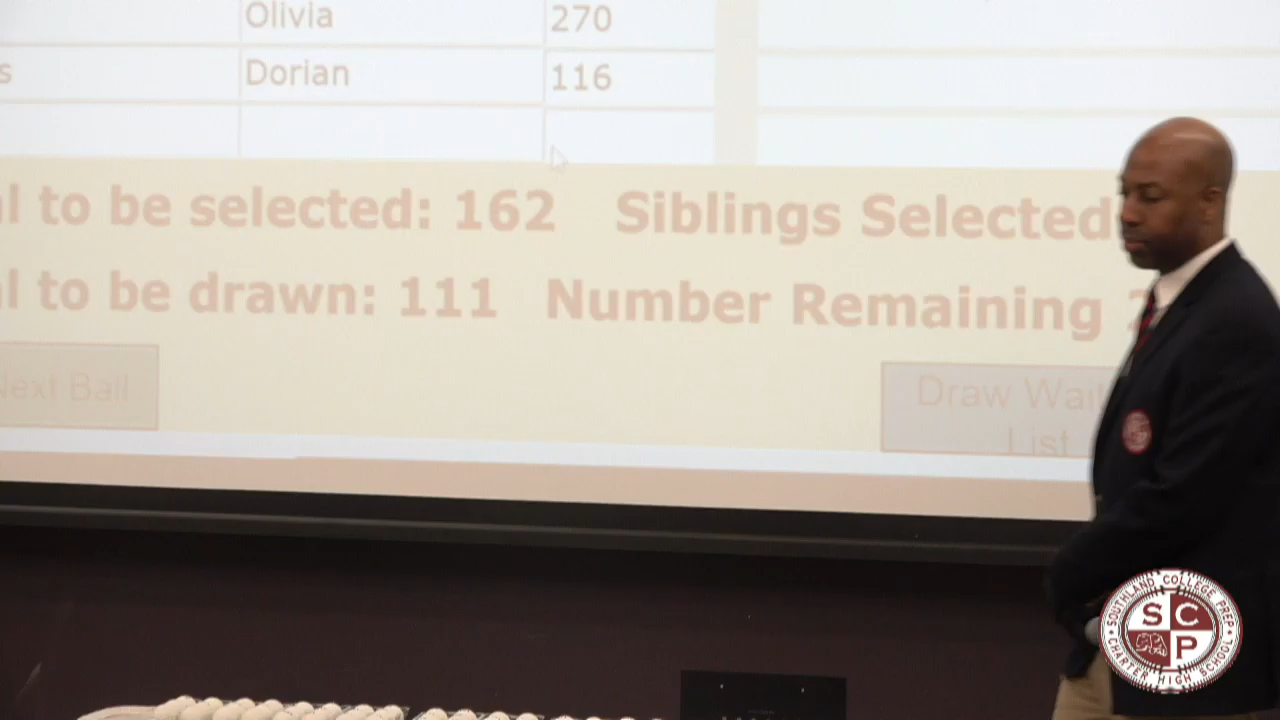 Olivia 270
s Dorian 116
l to be selected: 162 Siblings Selected
l to be drawn: 111 Number Remaining 2
Next Ball
Draw Wait
List
SOUTHLAND COLLEGE PREP
S C
P
CHARTER HIGH SCHOOL